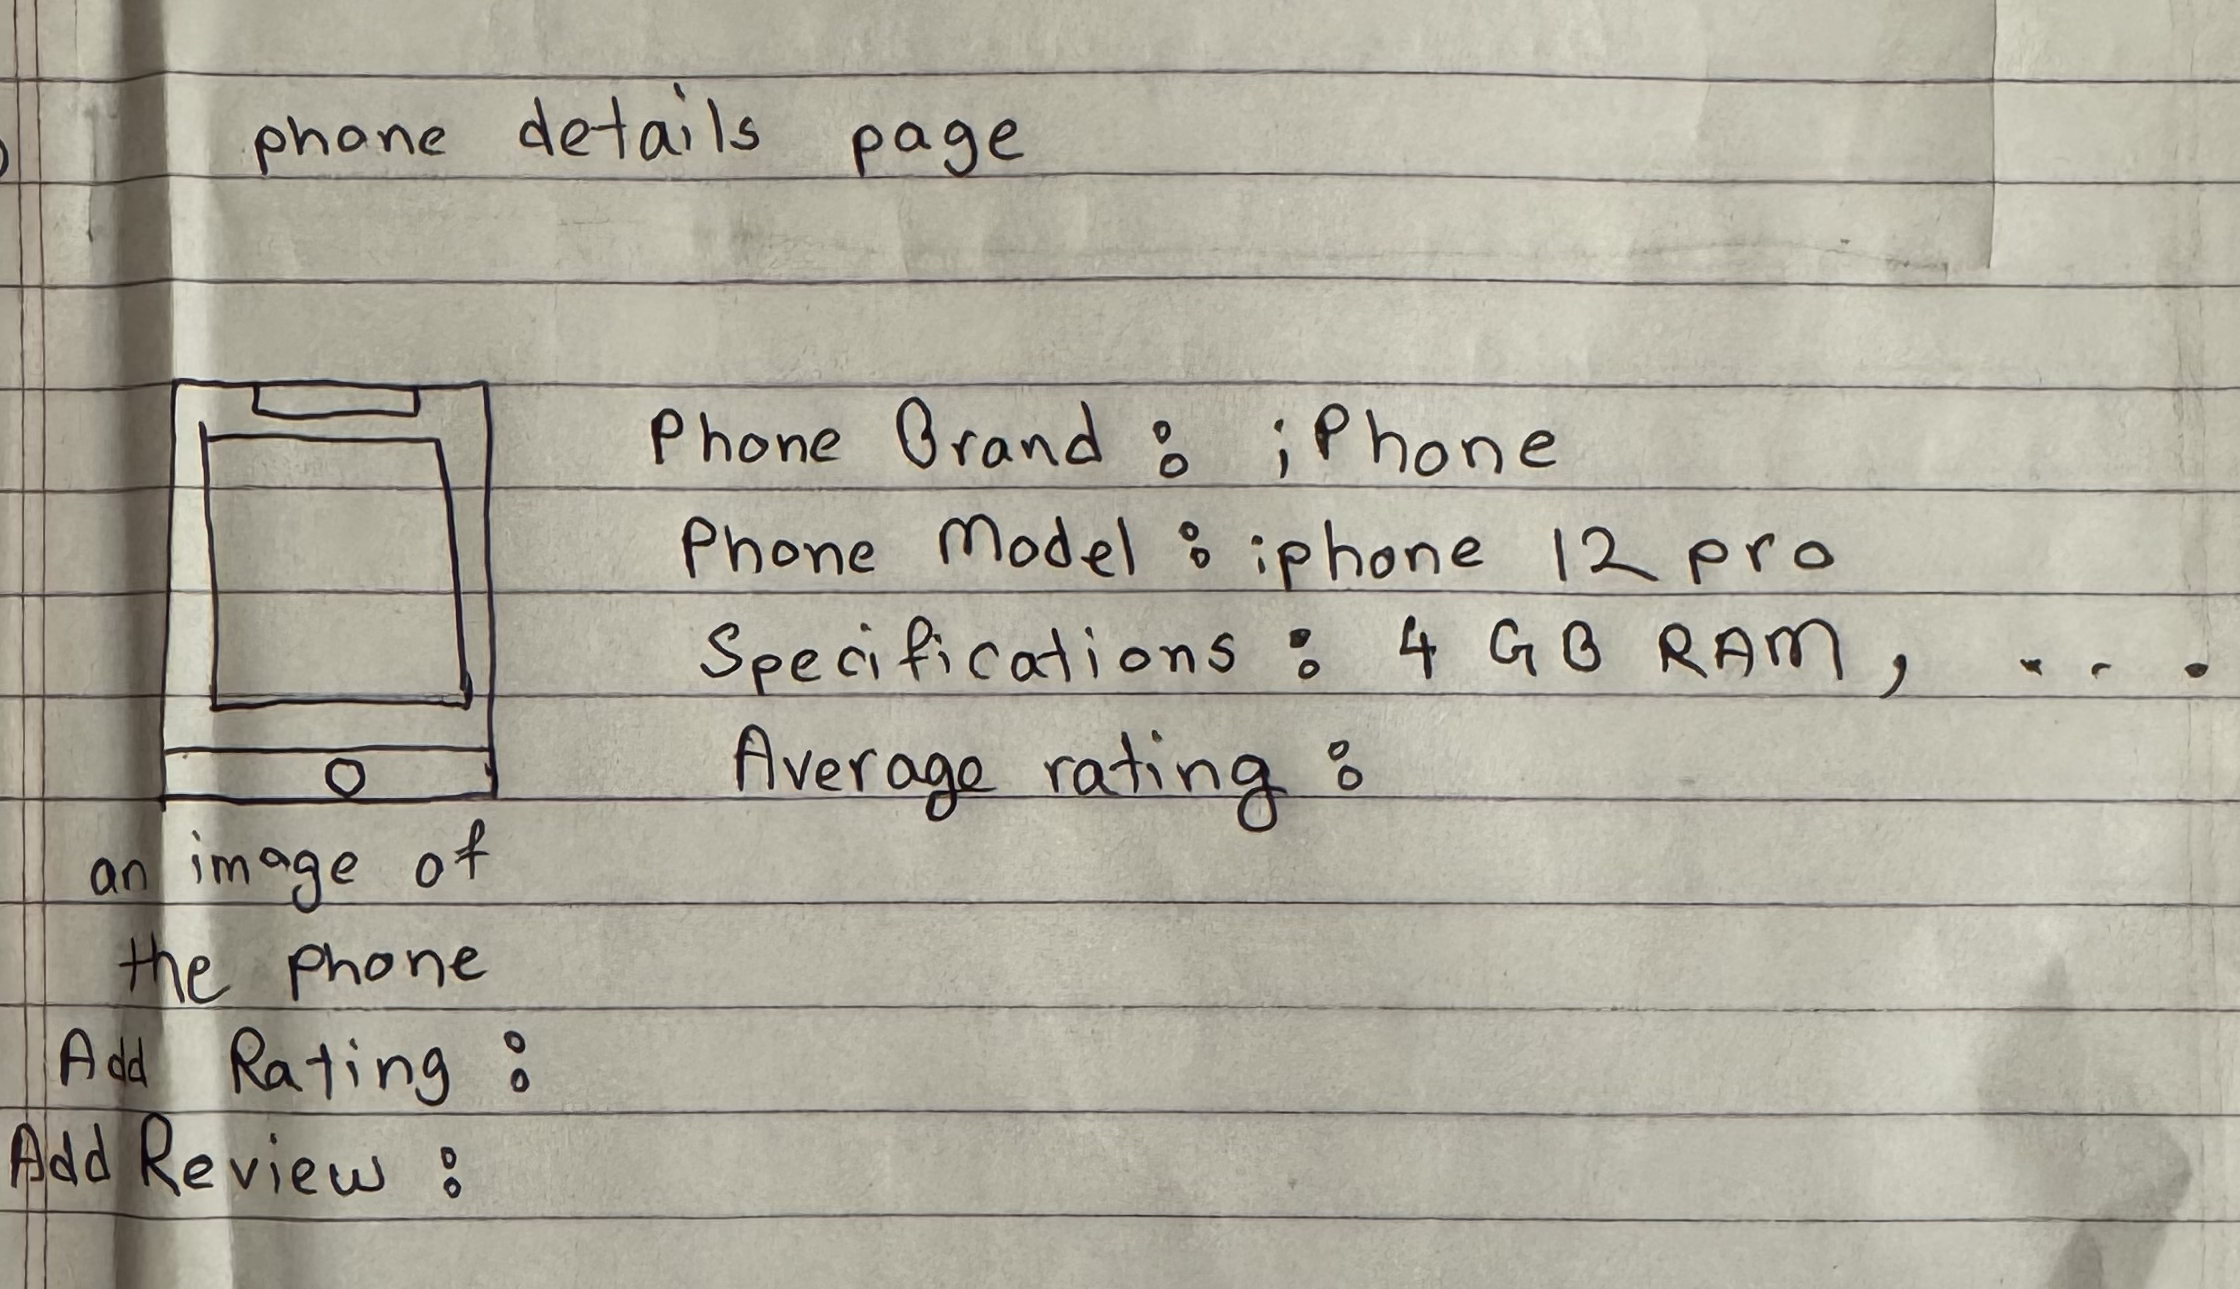 phone details page
Phone Brand : iPhone
Phone Model : iphone 12 pro
Specifications : 4 GB RAM, ...
Average rating :
an image of
the phone
Add Rating :
Add Review :